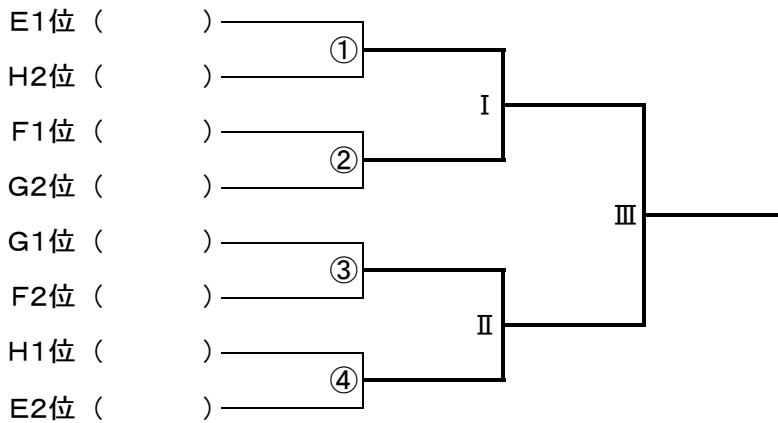 E1位（　　　）
①
H2位（　　　）
Ⅰ
F1位（　　　）
②
G2位（　　　）
Ⅲ
G1位（　　　）
③
F2位（　　　）
Ⅱ
H1位（　　　）
④
E2位（　　　）